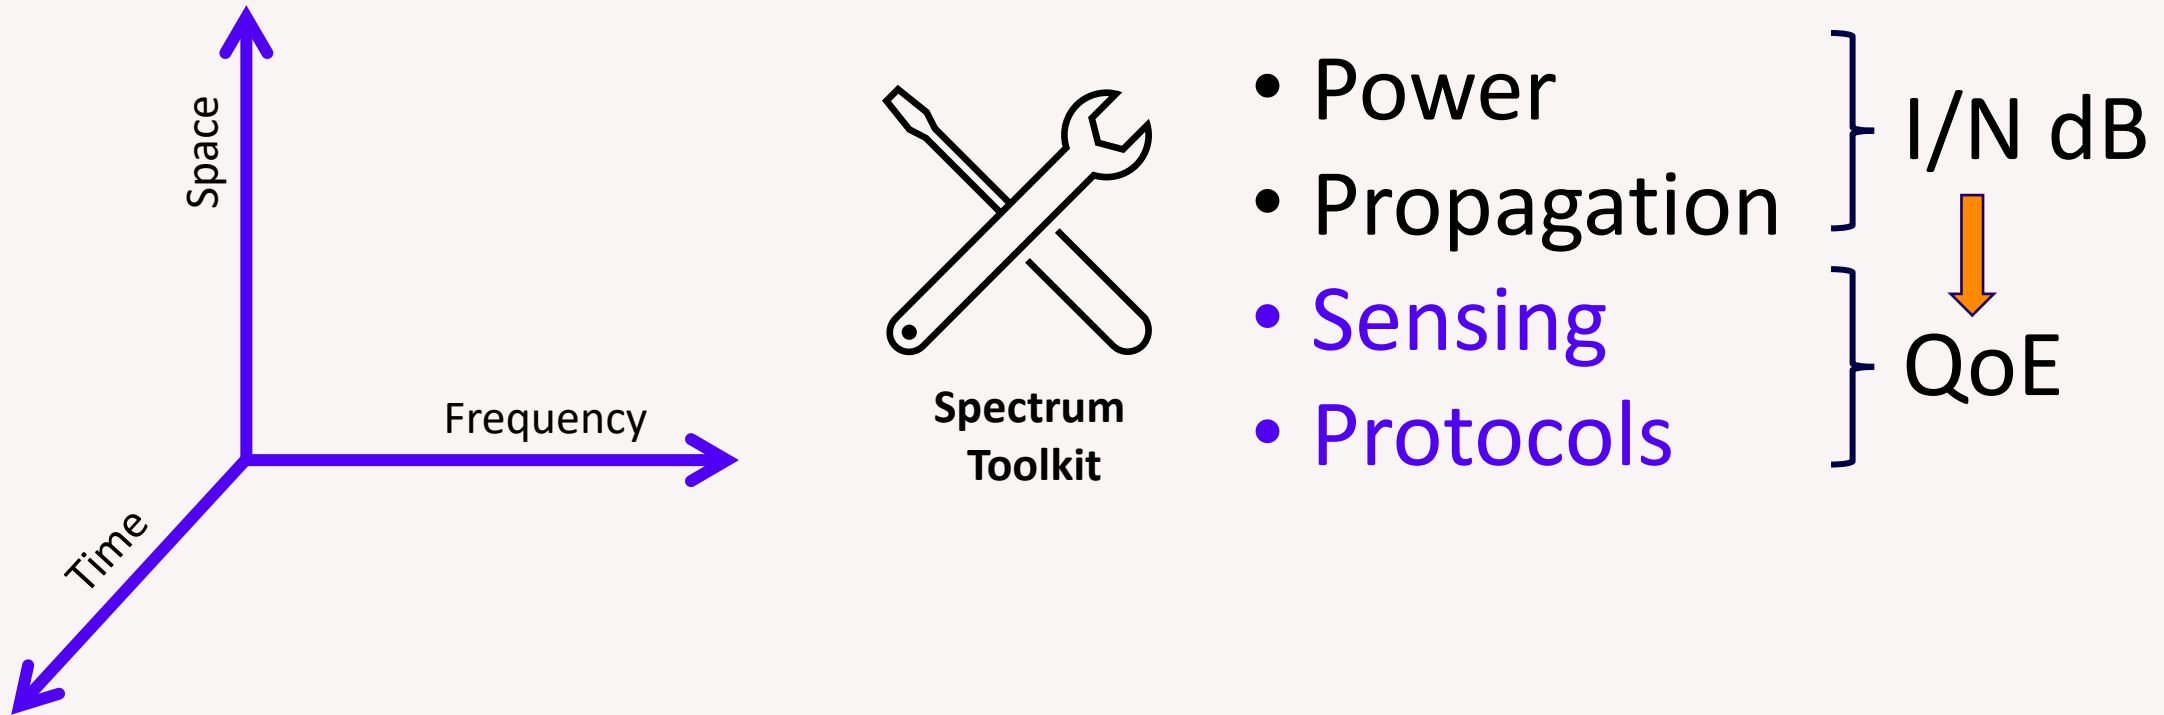 Space
Frequency
Time
Spectrum
Toolkit
• Power
• Propagation
• Sensing
• Protocols
I/N dB
QoE